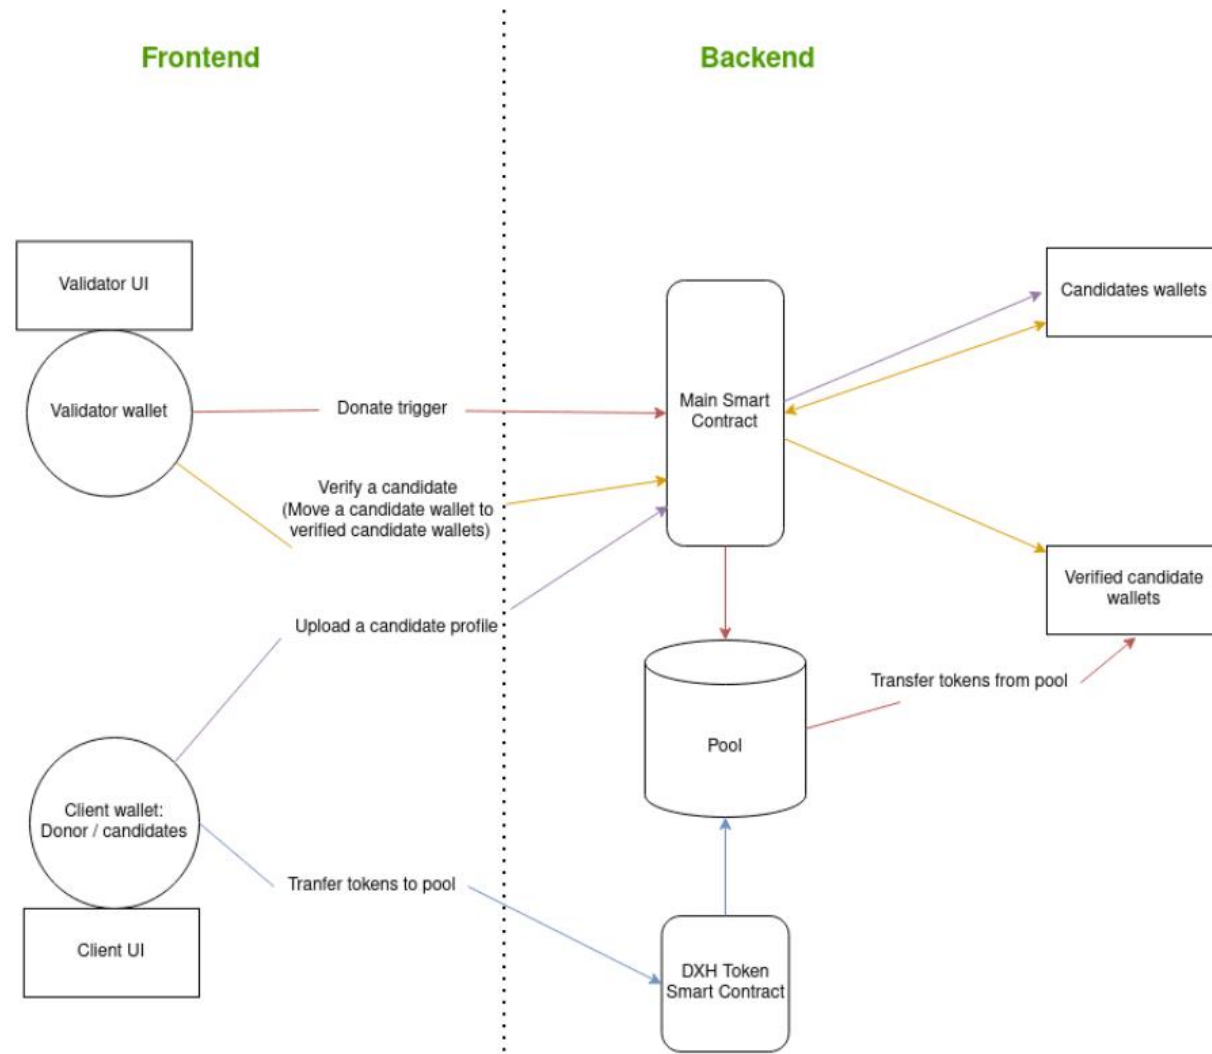 Frontend
Backend
Validator UI
Candidates wallets
Validator wallet
Donate trigger
Main Smart
Contract
Verify a candidate
(Move a candidate wallet to
verified candidate wallets)
Verified candidate
wallets
Upload a candidate profile
Transfer tokens from pool
Pool
Client wallet:
Donor / candidates
Tranfer tokens to pool
Client UI
DXH Token
Smart Contract